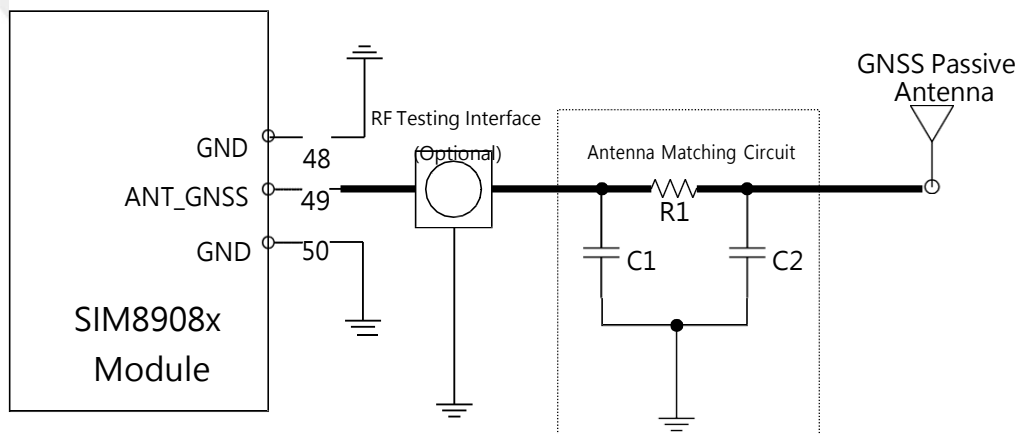 GNSS Passive
Antenna
RF Testing Interface
(Optional)
Antenna Matching Circuit
GND
48
ANT_GNSS
49
R1
GND
50
C1
C2
SIM8908x
Module